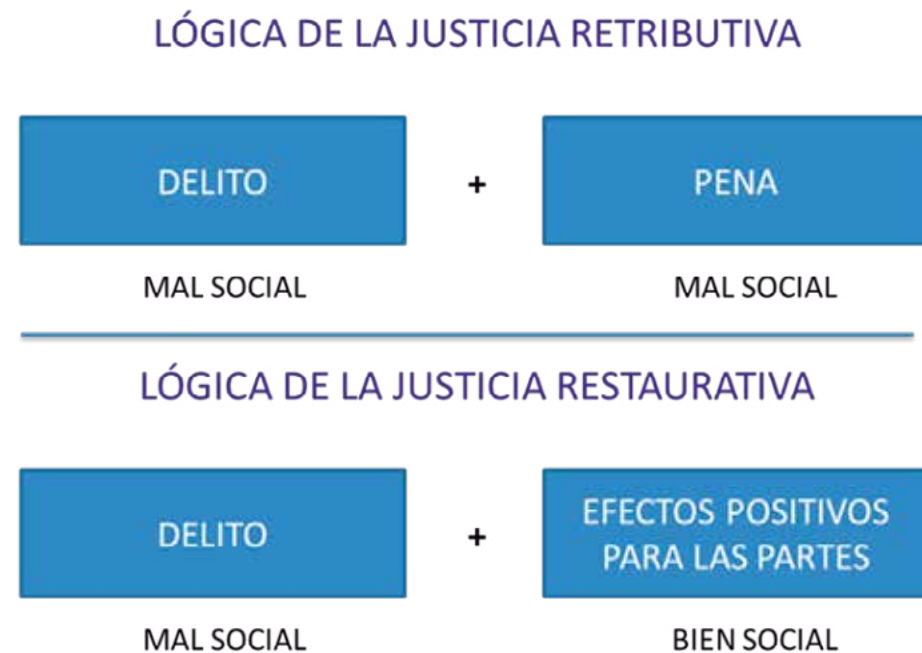 LÓGICA DE LA JUSTICIA RETRIBUTIVA
DELITO + PENA
MAL SOCIAL MAL SOCIAL
LÓGICA DE LA JUSTICIA RESTAURATIVA
DELITO + EFECTOS POSITIVOS
PARA LAS PARTES
MAL SOCIAL BIEN SOCIAL